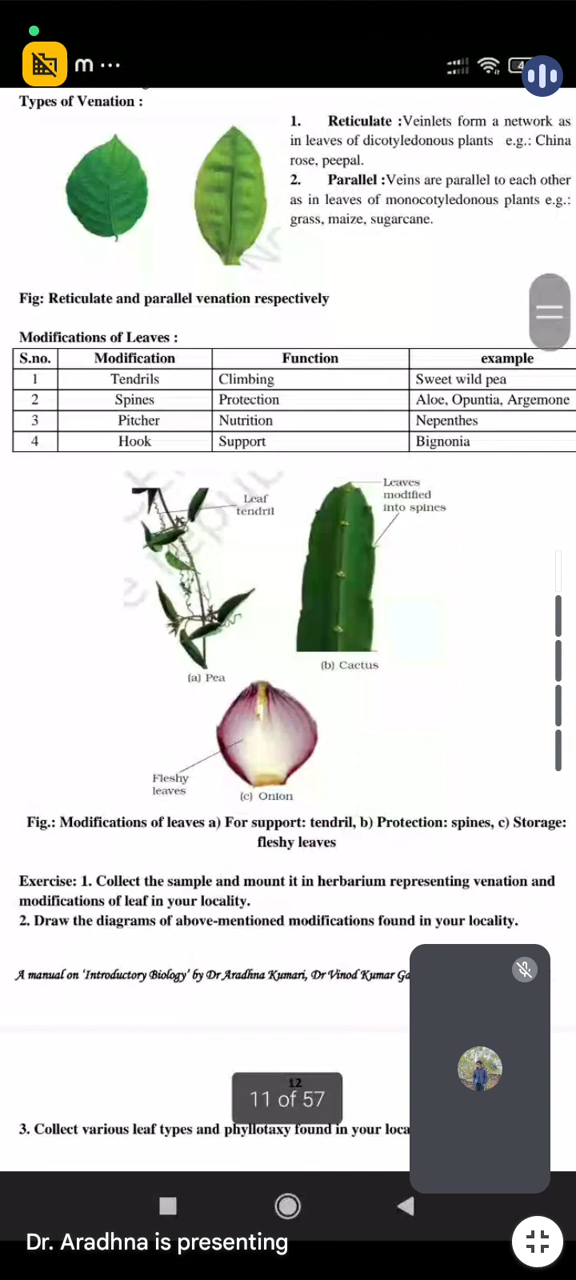 m ...
Types of Venation :
1. Reticulate :Veinlets form a network as
in leaves of dicotyledonous plants e.g.: China
rose, peepal.
2. Parallel :Veins are parallel to each other
as in leaves of monocotyledonous plants e.g.:
grass, maize, sugarcane.
Fig: Reticulate and parallel venation respectively
Modifications of Leaves :
S.no. Modification Function example
1 Tendrils Climbing Sweet wild pea
2 Spines Protection Aloe, Opuntia, Argemone
3 Pitcher Nutrition Nepenthes
4 Hook Support Bignonia
Leaf
tendril
Leaves
modified
into spines
(a) Pea
(b) Cactus
Fleshy
leaves
(c) Onion
Fig.: Modifications of leaves a) For support: tendril, b) Protection: spines, c) Storage:
fleshy leaves
Exercise: 1. Collect the sample and mount it in herbarium representing venation and
modifications of leaf in your locality.
2. Draw the diagrams of above-mentioned modifications found in your locality.
A manual on 'Introductory Biology' by Dr Aradhna Kumari, Dr Vinod Kumar
12
11 of 57
3. Collect various leaf types and phyllotaxy found in your
Dr. Aradhna is presenting